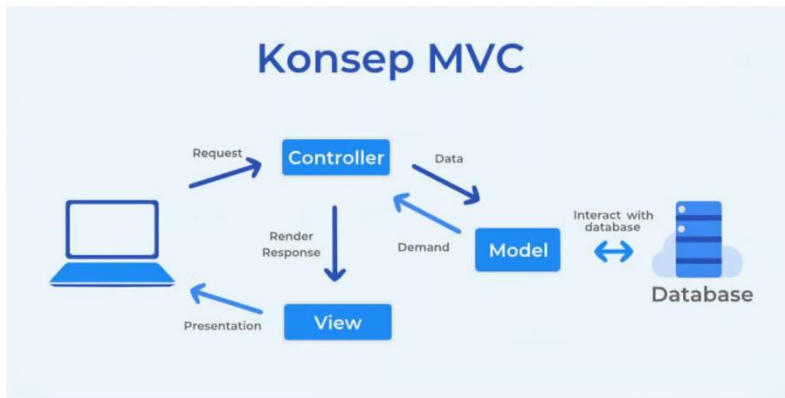 Konsep MVC
Request
Controller
Data
Render
Response
Demand
Model
Interact with
database
Database
Presentation
View